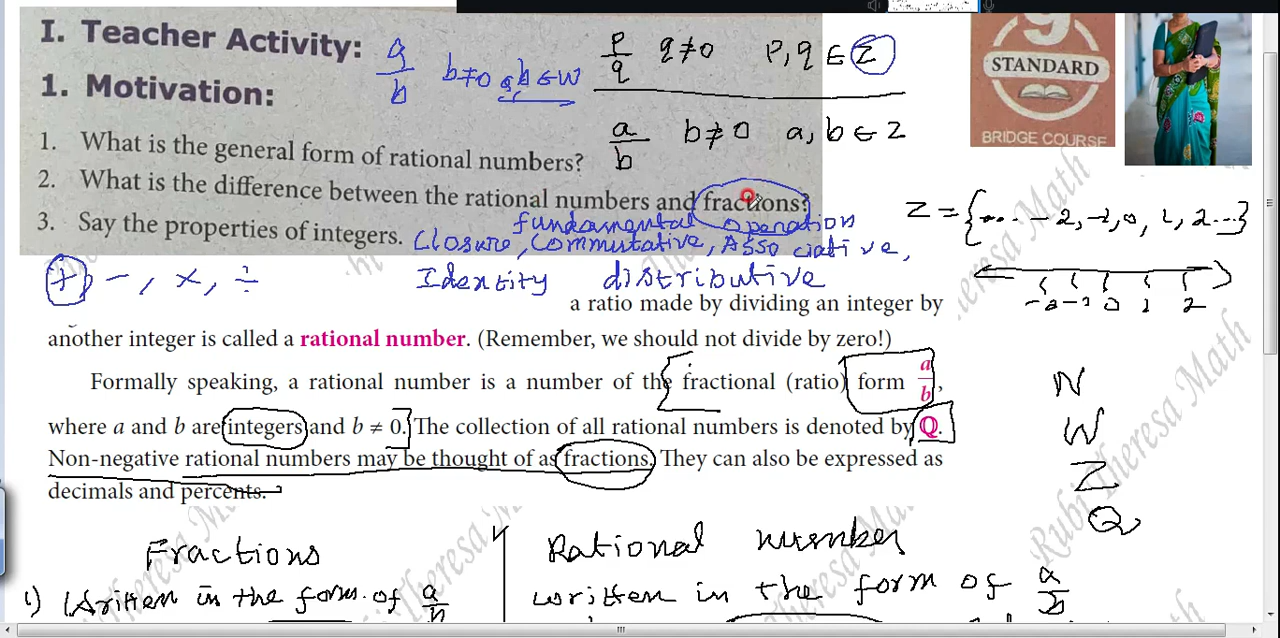 I. Teacher Activity:
a/b b≠0 a,b ∈ W
p/q q≠0 p,q ∈ Z
1. Motivation:
a/b b≠0 a,b ∈ Z
9
STANDARD
BRIDGE COURSE
1. What is the general form of rational numbers?
2. What is the difference between the rational numbers and fractions?
3. Say the properties of integers.
fundamental operation
Closure, Commutative, Associative,
+, -, ×, ÷
Identity distributive
Z = {.... -2, -1, 0, 1, 2...}
-2 -1 0 1 2
a ratio made by dividing an integer by
another integer is called a rational number. (Remember, we should not divide by zero!)
Formally speaking, a rational number is a number of the fractional (ratio) form a/b,
where a and b are integers and b ≠ 0. The collection of all rational numbers is denoted by Q.
Non-negative rational numbers may be thought of as fractions. They can also be expressed as
decimals and percents.
N
W
Z
Q
Fractions
Rational number
1) Written in the form of a/b
written in the form of a/b
Rubi Theresa Math